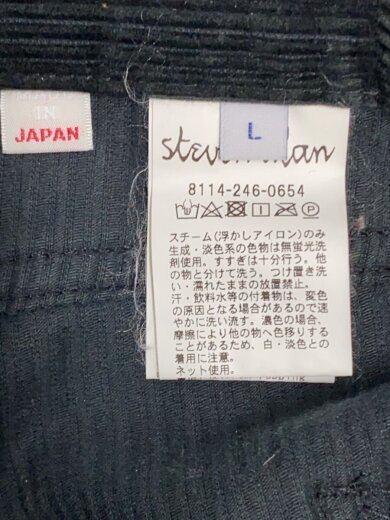 IN
JAPAN
L
8114-246-0654
スチーム(浮かしアイロン)のみ
生成・淡色系の色物は無蛍光洗
剤使用。すすぎは十分行う。他
の物と分けて洗う。つけ置き洗
い・濡れたままの放置禁止。
汗・飲料水等の付着物は、変色
の原因となる場合があるので速
やかに洗い流す。濃色の場合、
摩擦により他の物へ色移りする
ことがあるため、白・淡色との
着用に注意。
ネット使用。